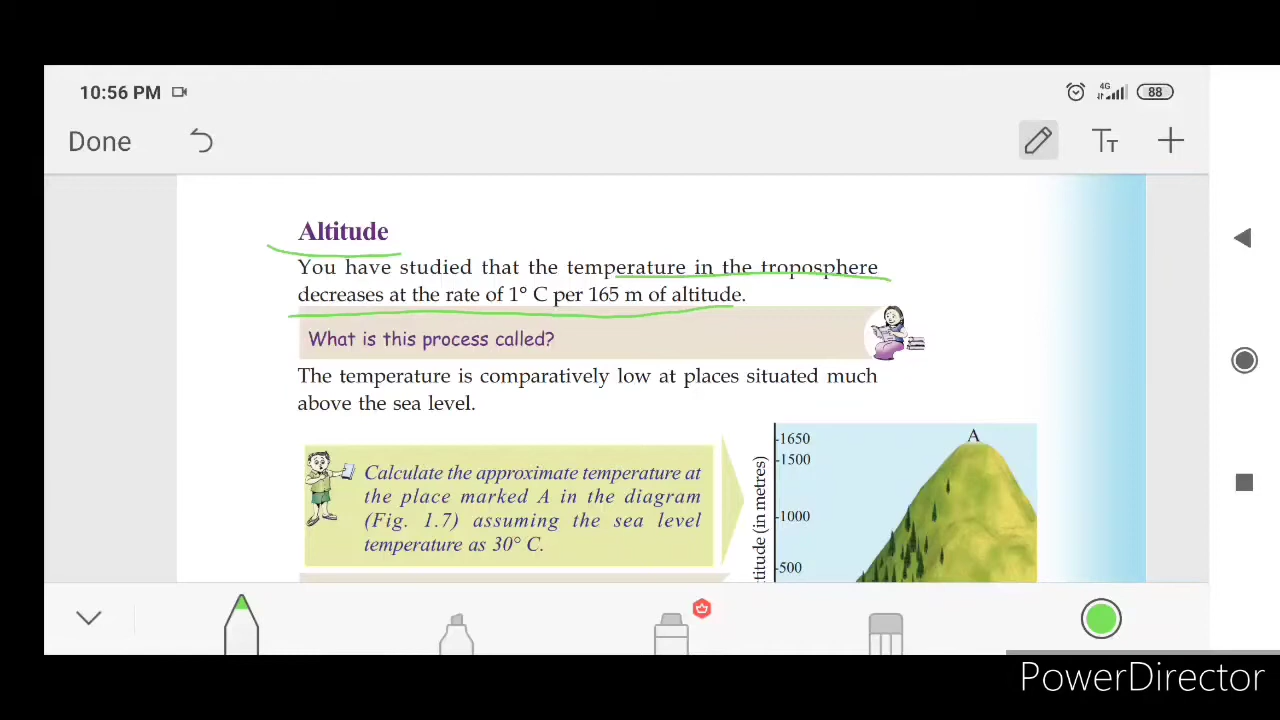 10:56 PM
4G
88
Done
Tт
Altitude
You have studied that the temperature in the troposphere
decreases at the rate of 1° C per 165 m of altitude.
What is this process called?
The temperature is comparatively low at places situated much
above the sea level.
Calculate the approximate temperature at
the place marked A in the diagram
(Fig. 1.7) assuming the sea level
temperature as 30° C.
A
-1650
-1500
-1000
-500
titude (in metres)
PowerDirector